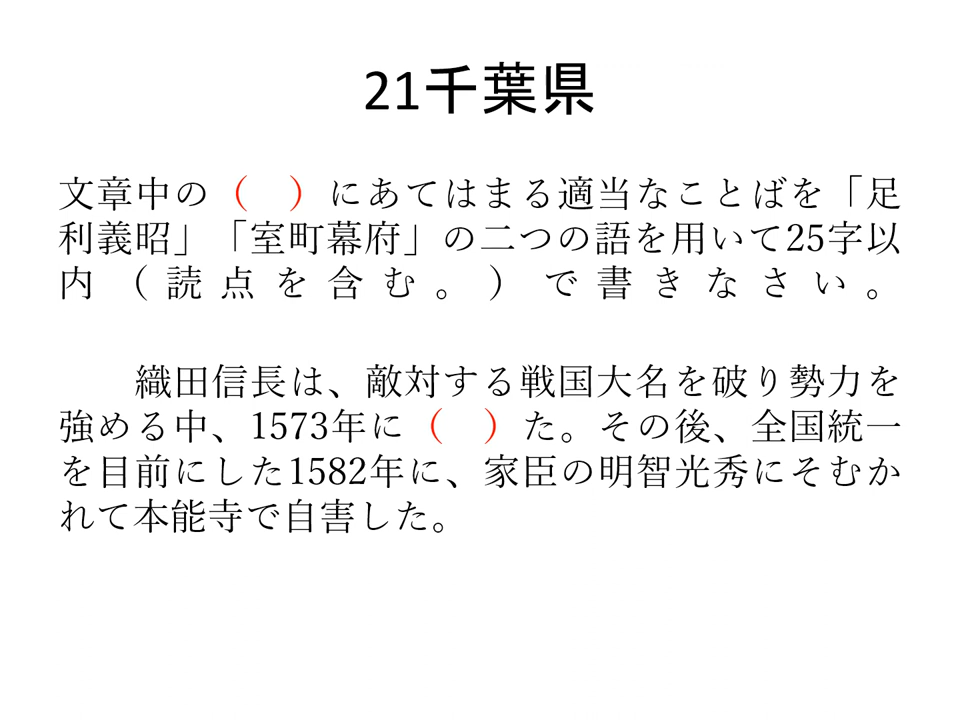 21千葉県
文章中の（　）にあてはまる適当なことばを「足
利義昭」「室町幕府」の二つの語を用いて25字以
内（読点を含む。）で書きなさい。
織田信長は、敵対する戦国大名を破り勢力を
強める中、1573年に（　）た。その後、全国統一
を目前にした1582年に、家臣の明智光秀にそむか
れて本能寺で自害した。